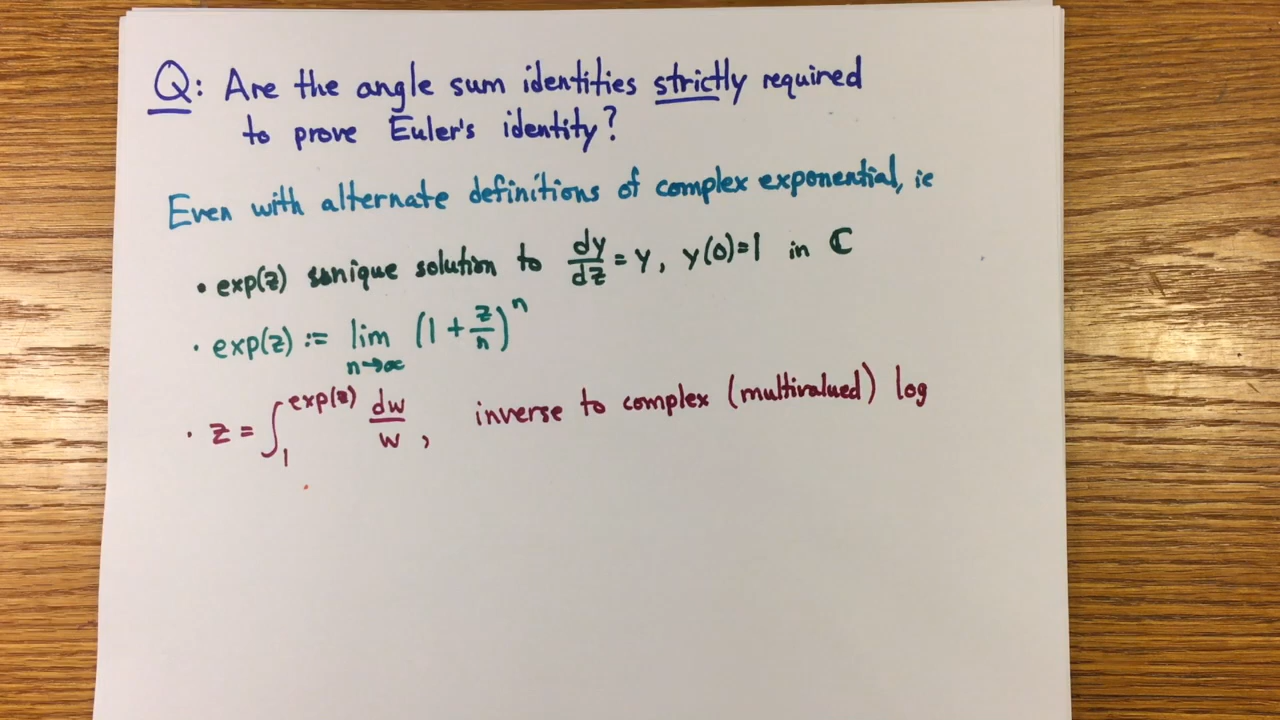 Q: Are the angle sum identities strictly required
to prove Euler's identity?
Even with alternate definitions of complex exponential, ie
• exp(z) unique solution to dy/dz = y, y(0)=1 in ℂ
• exp(z) := lim n→∞ (1 + z/n)^n
• z = ∫_1^exp(z) dw/w, inverse to complex (multivalued) log